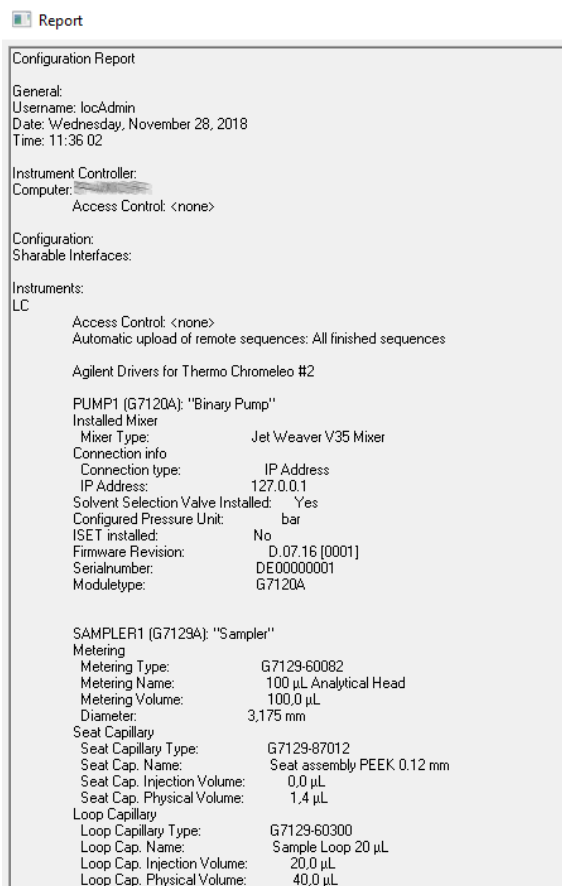 Report
Configuration Report
General:
Username: locAdmin
Date: Wednesday, November 28, 2018
Time: 11:36 02
Instrument Controller:
Computer:
Access Control: <none>
Configuration:
Sharable Interfaces:
Instruments:
LC
Access Control: <none>
Automatic upload of remote sequences: All finished sequences
Agilent Drivers for Thermo Chromeleo #2
PUMP1 (G7120A): "Binary Pump"
Installed Mixer
Mixer Type: Jet Weaver V35 Mixer
Connection info
Connection type: IP Address
IP Address: 127.0.0.1
Solvent Selection Valve Installed: Yes
Configured Pressure Unit: bar
ISET installed: No
Firmware Revision: D.07.16 [0001]
Serialnumber: DE00000001
Moduletype: G7120A
SAMPLER1 (G7129A): "Sampler"
Metering
Metering Type: G7129-60082
Metering Name: 100 µL Analytical Head
Metering Volume: 100,0 µL
Diameter: 3,175 mm
Seat Capillary
Seat Capillary Type: G7129-87012
Seat Cap. Name: Seat assembly PEEK 0.12 mm
Seat Cap. Injection Volume: 0,0 µL
Seat Cap. Physical Volume: 1,4 µL
Loop Capillary
Loop Capillary Type: G7129-60300
Loop Cap. Name: Sample Loop 20 µL
Loop Cap. Injection Volume: 20,0 µL
Loop Cap. Physical Volume: 40,0 µL